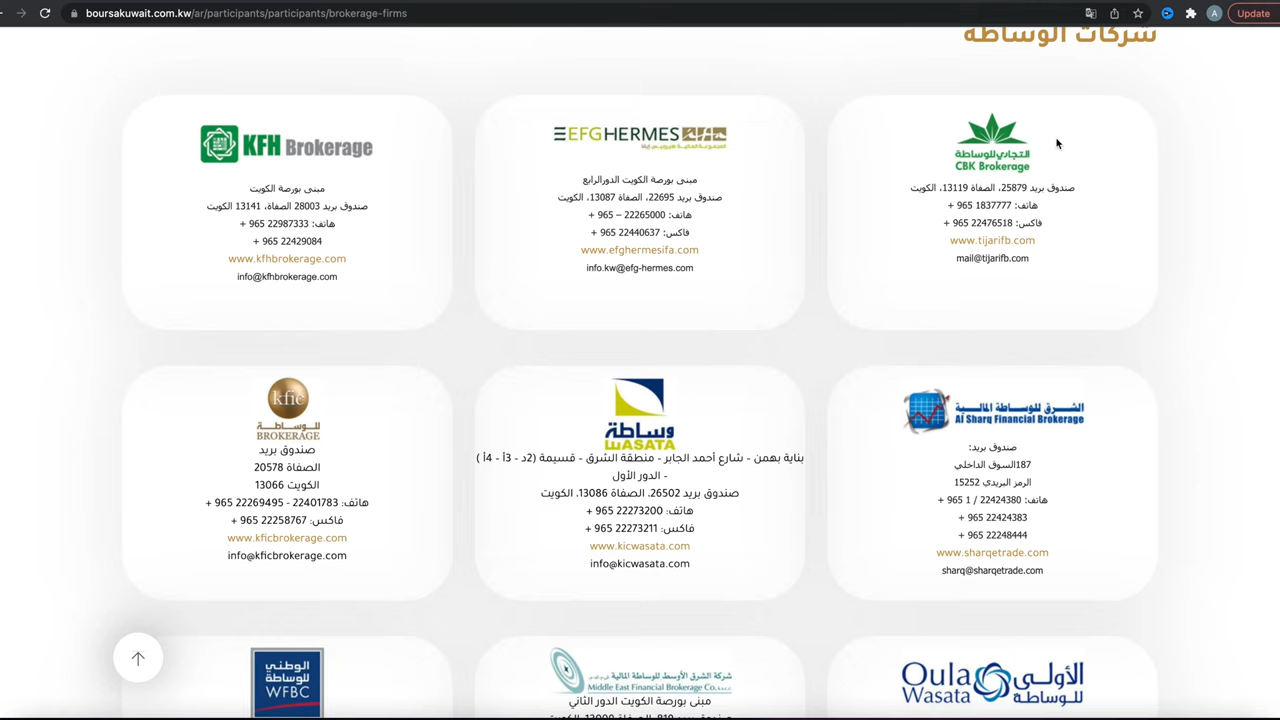 boursakuwait.com.kw/ar/participants/participants/brokerage-firms
A
Update
شركات الوساطة
التجاري للوساطة
CBK Brokerage
صندوق بريد 25879، الصفاة 13119، الكويت
هاتف: 1837777 965 +
فاكس: 22476518 965 +
www.tijarifb.com
mail@tijarifb.com
EFGHERMES
المجموعة المالية هيرميس إيفا
مبنى بورصة الكويت الدورالرابع
صندوق بريد 22695، 13087، الكويت
هاتف: 22265000 – 965 +
فاكس: 22440637 965 +
www.efghermesifa.com
info.kw@efg-hermes.com
KFH Brokerage
مبنى بورصة الكويت
صندوق بريد 28003 الصفاة، 13141 الكويت
هاتف: 22987333 965 +
22429084 965 +
www.kfhbrokerage.com
info@kfhbrokerage.com
الشرق للوساطة المالية
Al Sharq Financial Brokerage
صندوق بريد:
187السوق الداخلي
الرمز البريدي 15252
هاتف: 22424380 / 1 965 +
22424383 965 +
22248444 965 +
www.sharqetrade.com
sharq@sharqetrade.com
وساطة
WASATA
بناية بهمن - شارع أحمد الجابر - منطقة الشرق - قسيمة (2د - 3أ - 4أ )
- الدور الأول
صندوق بريد 26502، الصفاة 13086، الكويت
هاتف: 22273200 965 +
فاكس: 22273211 965 +
www.kicwasata.com
info@kicwasata.com
kfic
للوساطة
BROKERAGE
صندوق بريد
الصفاة 20578
الكويت 13066
هاتف: 22401783 - 22269495 965 +
فاكس: 22258767 965 +
www.kficbrokerage.com
info@kficbrokerage.com
الأولى للوساطة
Oula Wasata
شركة الشرق الأوسط للوساطة المالية
Middle East Financial Brokerage Co.
مبنى بورصة الكويت الدور الثاني
الوطني
للوساطة
WFBC